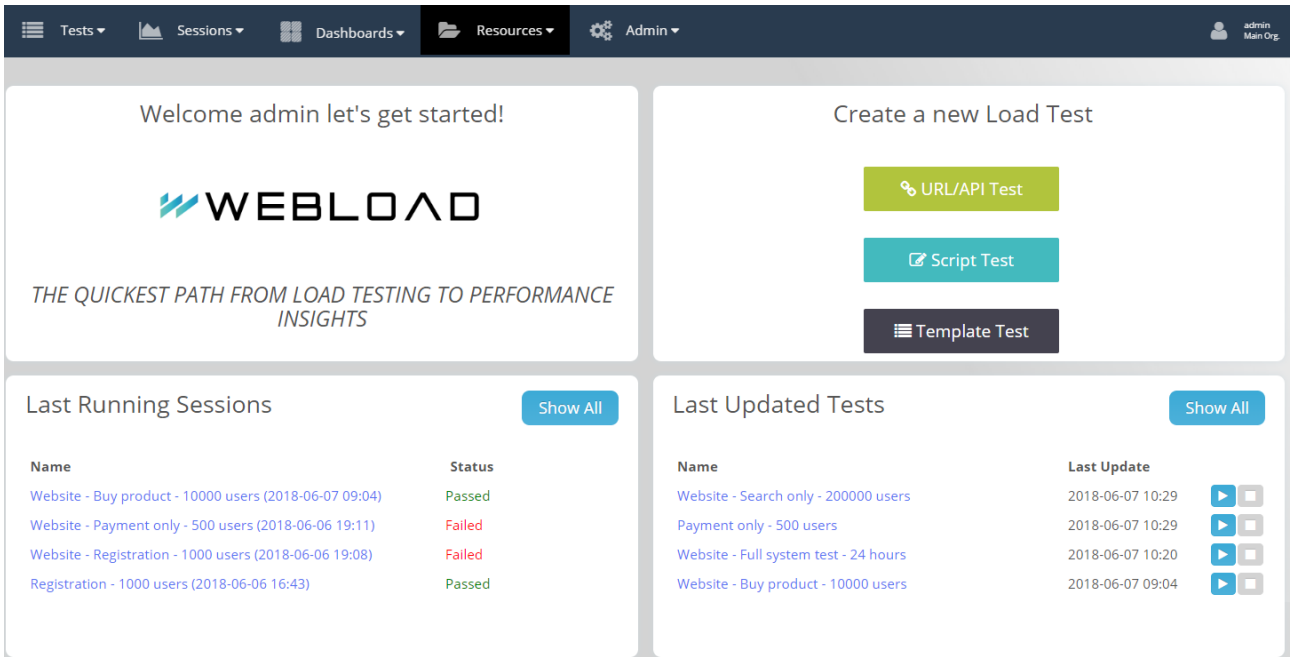 Tests
Sessions
Dashboards
Resources
Admin
admin
Main Org.
Welcome admin let's get started!
WEBLOAD
THE QUICKEST PATH FROM LOAD TESTING TO PERFORMANCE
INSIGHTS
Create a new Load Test
URL/API Test
Script Test
Template Test
Last Running Sessions
Show All
Name Status
Website - Buy product - 10000 users (2018-06-07 09:04) Passed
Website - Payment only - 500 users (2018-06-06 19:11) Failed
Website - Registration - 1000 users (2018-06-06 19:08) Failed
Registration - 1000 users (2018-06-06 16:43) Passed
Last Updated Tests
Show All
Name Last Update
Website - Search only - 200000 users 2018-06-07 10:29
Payment only - 500 users 2018-06-07 10:29
Website - Full system test - 24 hours 2018-06-07 10:20
Website - Buy product - 10000 users 2018-06-07 09:04